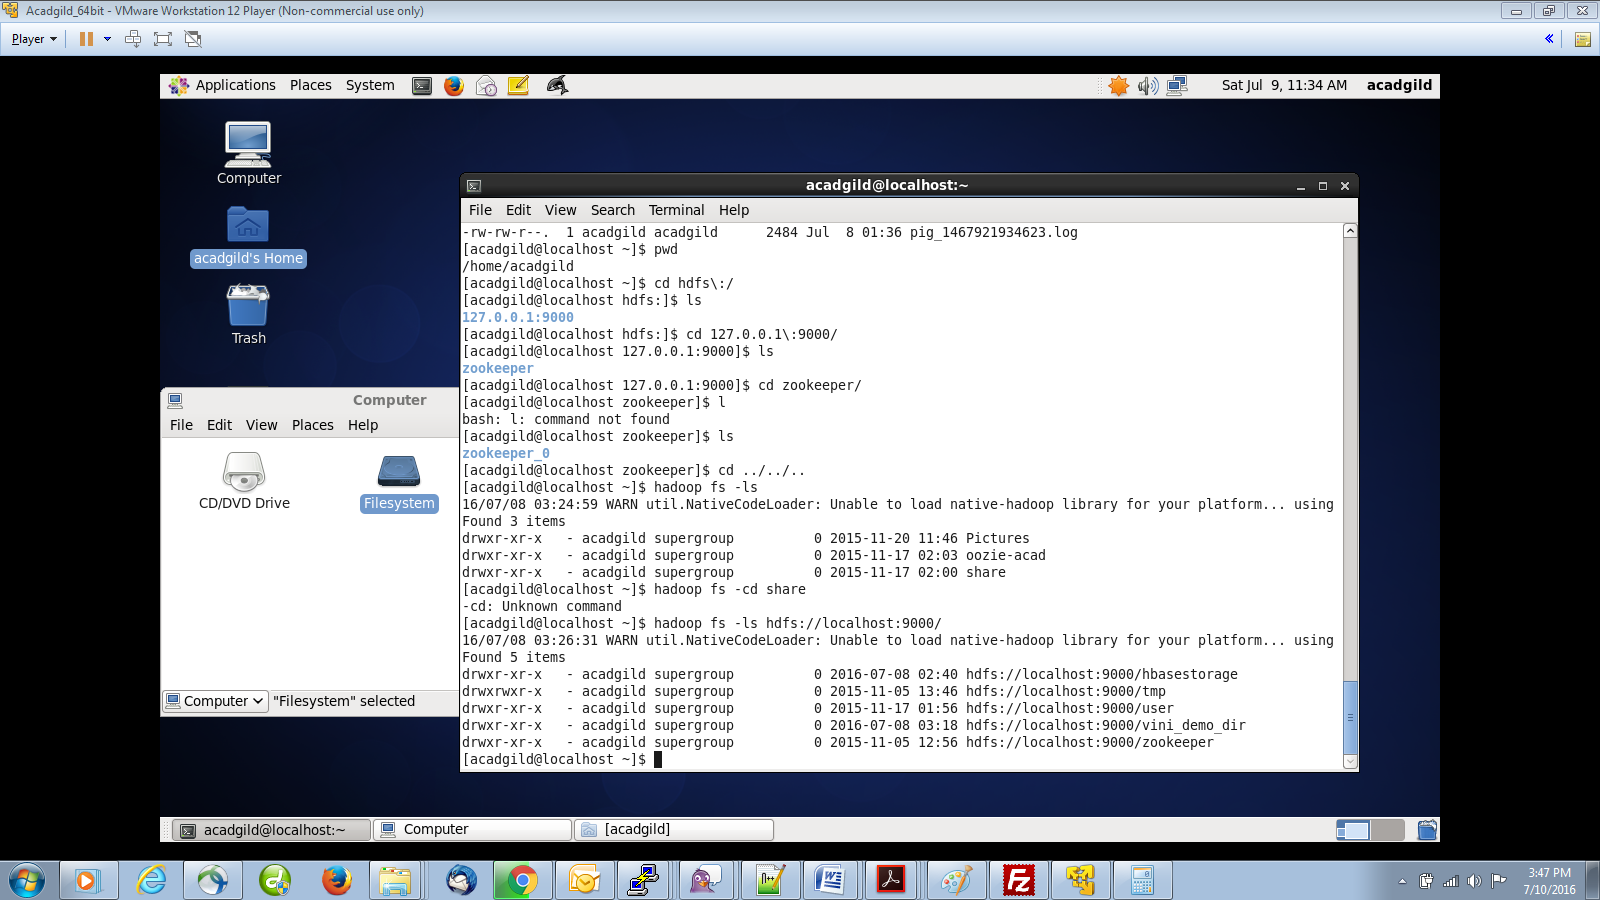 Acadgild_64bit - VMware Workstation 12 Player (Non-commercial use only)
Player
Applications Places System
Sat Jul 9, 11:34 AM acadgild
Computer
acadgild's Home
Trash
Computer
File Edit View Places Help
CD/DVD Drive
Filesystem
Computer "Filesystem" selected
acadgild@localhost:~
File Edit View Search Terminal Help
-rw-rw-r--. 1 acadgild acadgild 2484 Jul 8 01:36 pig_1467921934623.log
[acadgild@localhost ~]$ pwd
/home/acadgild
[acadgild@localhost ~]$ cd hdfs\:/
[acadgild@localhost hdfs:]$ ls
127.0.0.1:9000
[acadgild@localhost hdfs:]$ cd 127.0.0.1\:9000/
[acadgild@localhost 127.0.0.1:9000]$ ls
zookeeper
[acadgild@localhost 127.0.0.1:9000]$ cd zookeeper/
[acadgild@localhost zookeeper]$ l
bash: l: command not found
[acadgild@localhost zookeeper]$ ls
zookeeper_0
[acadgild@localhost zookeeper]$ cd ../../..
[acadgild@localhost ~]$ hadoop fs -ls
16/07/08 03:24:59 WARN util.NativeCodeLoader: Unable to load native-hadoop library for your platform... using
Found 3 items
drwxr-xr-x - acadgild supergroup 0 2015-11-20 11:46 Pictures
drwxr-xr-x - acadgild supergroup 0 2015-11-17 02:03 oozie-acad
drwxr-xr-x - acadgild supergroup 0 2015-11-17 02:00 share
[acadgild@localhost ~]$ hadoop fs -cd share
-cd: Unknown command
[acadgild@localhost ~]$ hadoop fs -ls hdfs://localhost:9000/
16/07/08 03:26:31 WARN util.NativeCodeLoader: Unable to load native-hadoop library for your platform... using
Found 5 items
drwxr-xr-x - acadgild supergroup 0 2016-07-08 02:40 hdfs://localhost:9000/hbasestorage
drwxrwxr-x - acadgild supergroup 0 2015-11-05 13:46 hdfs://localhost:9000/tmp
drwxr-xr-x - acadgild supergroup 0 2015-11-17 01:56 hdfs://localhost:9000/user
drwxr-xr-x - acadgild supergroup 0 2016-07-08 03:18 hdfs://localhost:9000/vini_demo_dir
drwxr-xr-x - acadgild supergroup 0 2015-11-05 12:56 hdfs://localhost:9000/zookeeper
[acadgild@localhost ~]$
acadgild@localhost:~ Computer [acadgild]
3:47 PM
7/10/2016